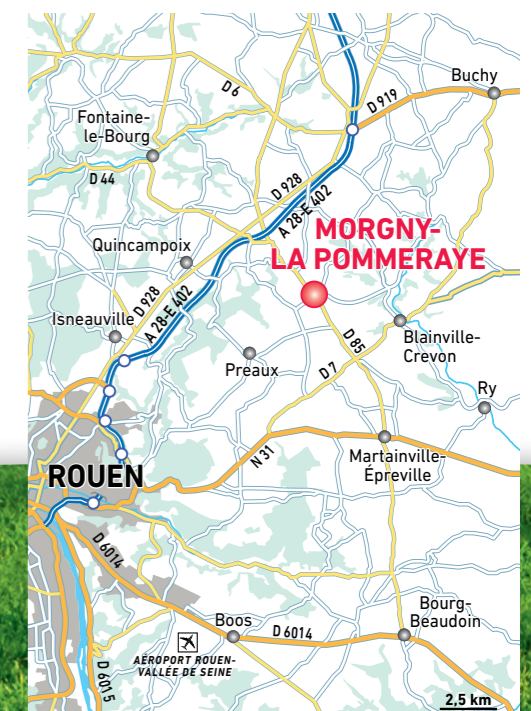 Buchy
D 6
D 919
Fontaine-
le-Bourg
D 44
D 928
A 28-E 402
MORGNY-
LA POMMERAYE
Quincampoix
D 928
A 28-E 402
Isneauville
D 85
Blainville-
Crevon
Preaux
D 7
Ry
Martainville-
Épreville
N 31
ROUEN
D 6014
Bourg-
Beaudoin
Boos
D 6014
AÉROPORT ROUEN-
VALLÉE DE SEINE
D 6015
2,5 km